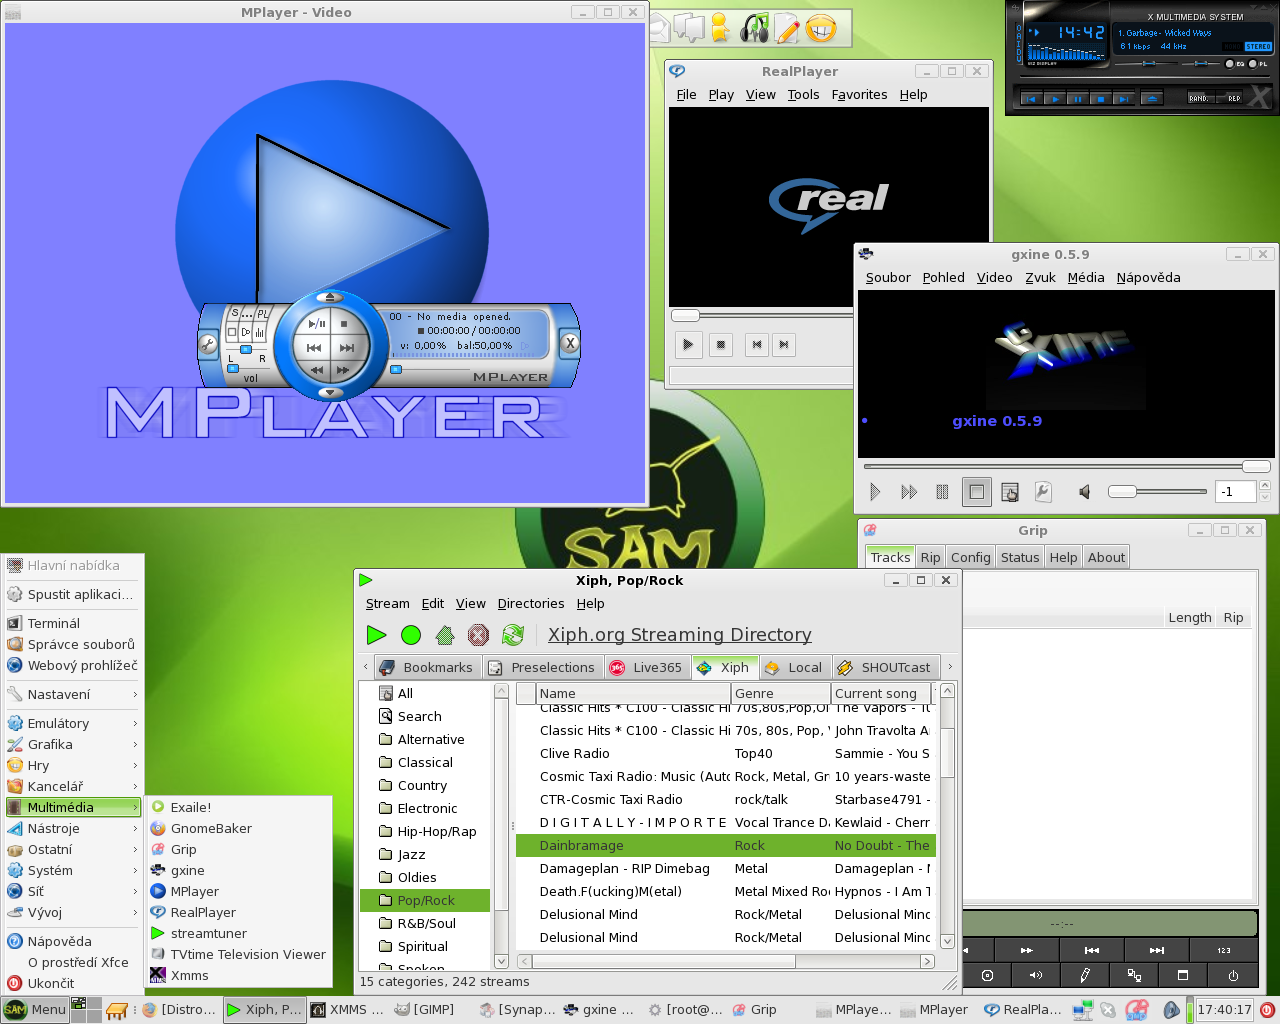 MPlayer - Video
S... PL
00 - No media opened.
00:00:00 / 00:00:00
v: 0,00% bal:50,00%
L R
vol
X
MPLAYER
MPLAYER
RealPlayer
File Play View Tools Favorites Help
real
X MULTIMEDIA SYSTEM
14:42
1. Garbage - Wicked Ways
61 kbps 44 kHz
STEREO
EQ PL
RAND. REP
gxine 0.5.9
Soubor Pohled Video Zvuk Média Nápověda
XINE
gxine 0.5.9
-1
SAM
Grip
Tracks Rip Config Status Help About
Length Rip
--:--
123
Hlavní nabídka
Spustit aplikaci...
Terminál
Správce souborů
Webový prohlížeč
Nastavení
Emulátory
Grafika
Hry
Kancelář
Multimédia
Nástroje
Ostatní
Systém
Síť
Vývoj
Nápověda
O prostředí Xfce
Ukončit
Exaile!
GnomeBaker
Grip
gxine
MPlayer
RealPlayer
streamtuner
TVtime Television Viewer
Xmms
Xiph, Pop/Rock
Stream Edit View Directories Help
Xiph.org Streaming Directory
Bookmarks Preselections Live365 Xiph Local SHOUTcast
All
Search
Alternative
Classical
Country
Electronic
Hip-Hop/Rap
Jazz
Oldies
Pop/Rock
R&B/Soul
Spiritual
Spoken
Name Genre Current song
Classic Hits * C100 - Classic Hi 70s,80s,Pop,Ol The Vapors - Tu
Classic Hits * C100 - Classic Hi 70s, 80s, Pop, John Travolta A
Clive Radio Top40 Sammie - You S
Cosmic Taxi Radio: Music (Auto Rock, Metal, Gr 10 years-waste
CTR-Cosmic Taxi Radio rock/talk Starbase4791 -
D I G I T A L L Y - I M P O R T E Vocal Trance Da Kewlaid - Cherr
Dainbramage Rock No Doubt - The
Damageplan - RIP Dimebag Metal Damageplan -
Death.F(ucking)M(etal) Metal Mixed Roc Hypnos - I Am T
Delusional Mind Rock/Metal Delusional Mind
Delusional Mind Rock/Metal Delusional Mind
15 categories, 242 streams
SAM Menu [Distro... Xiph, P... XMMS ... [GIMP] [Synap... gxine ... [root@... Grip MPlaye... MPlayer RealPla... 17:40:17